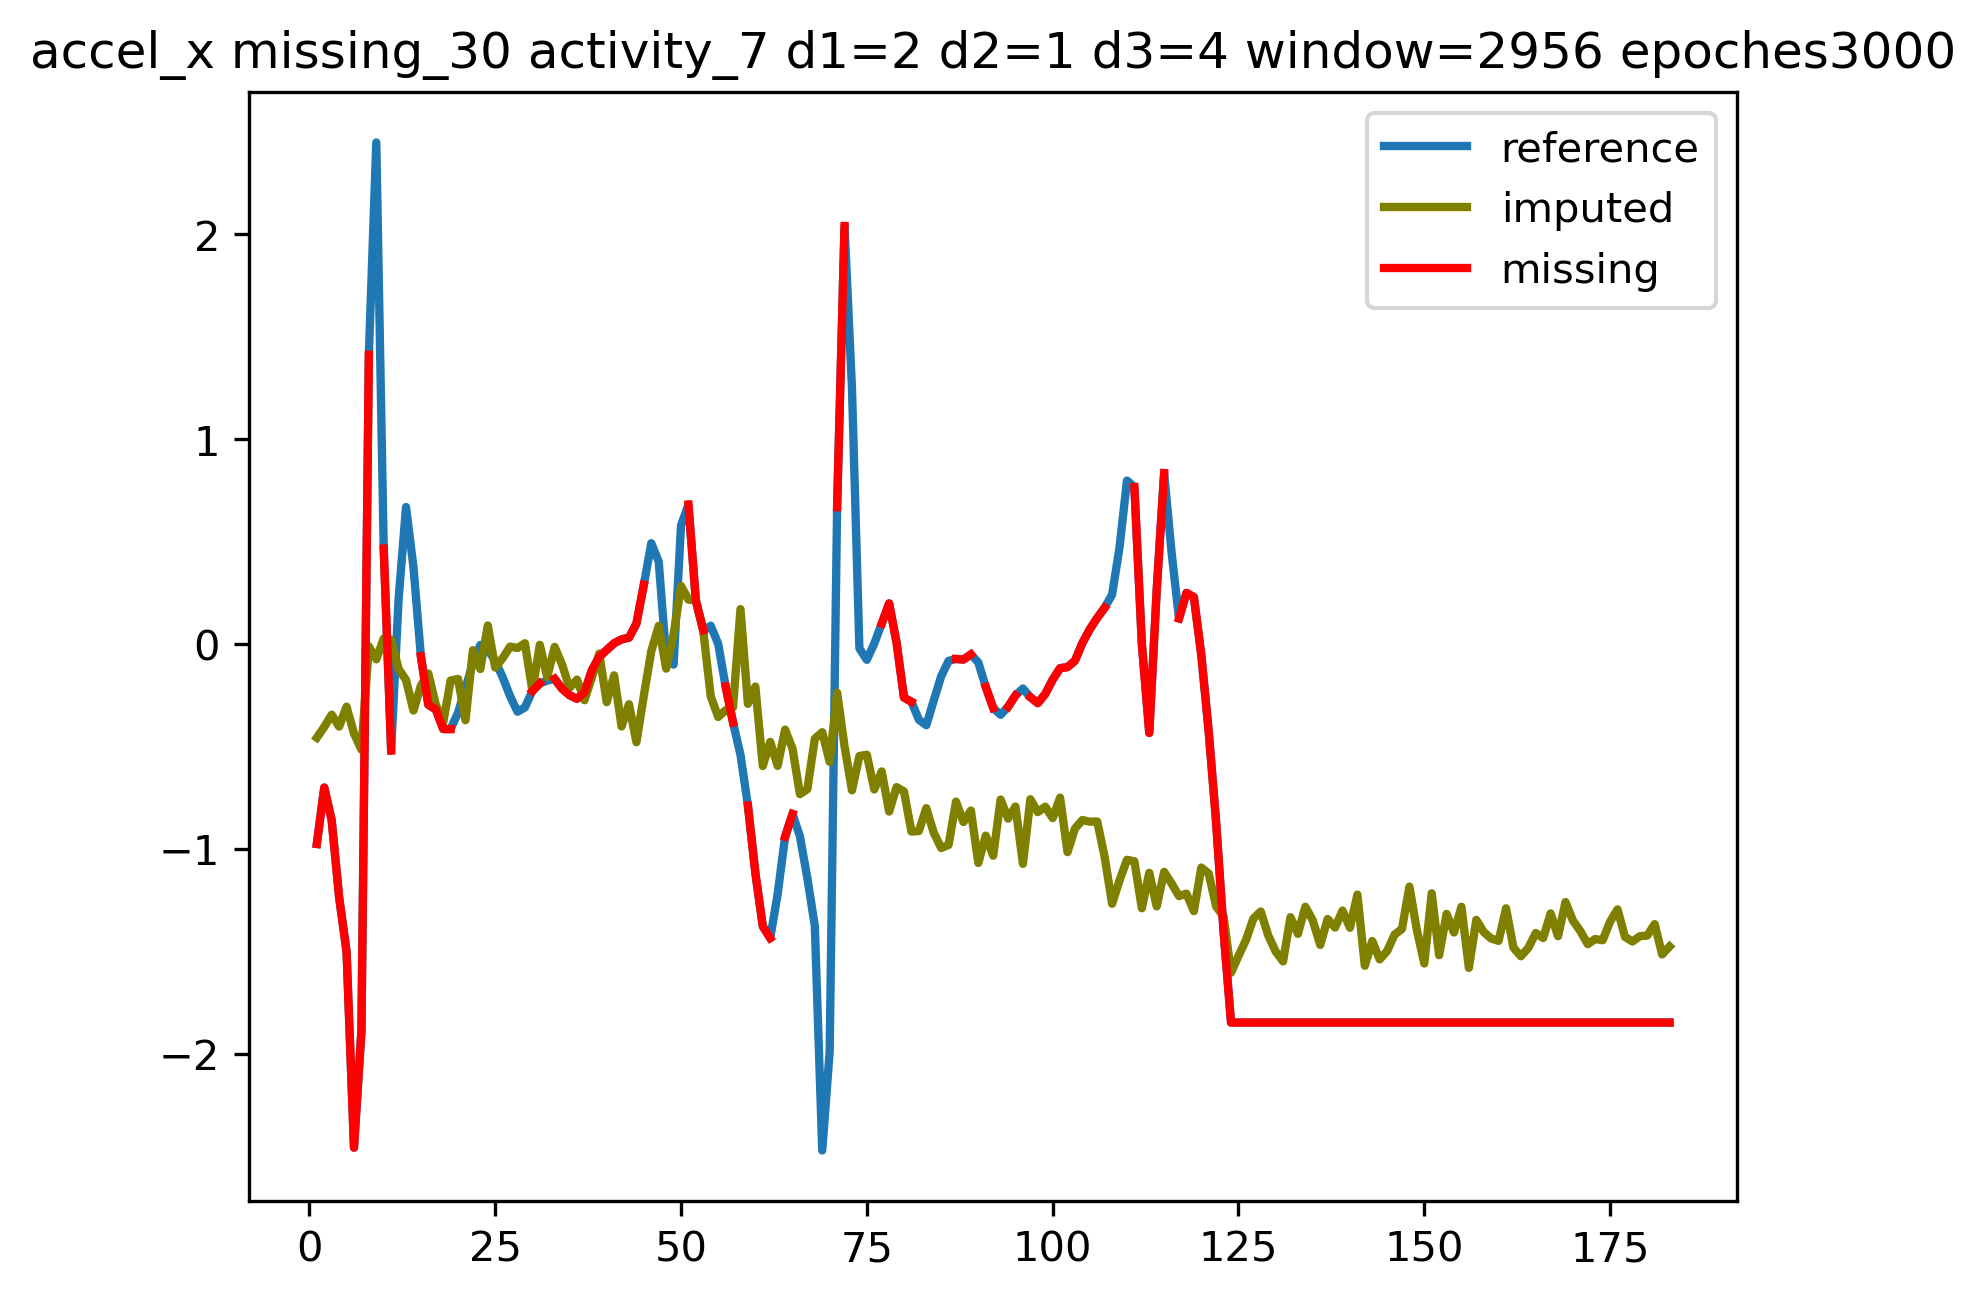 accel_x missing_30 activity_7 d1=2 d2=1 d3=4 window=2956 epoches3000
reference
imputed
missing
2
1
0
−1
−2
0 25 50 75 100 125 150 175